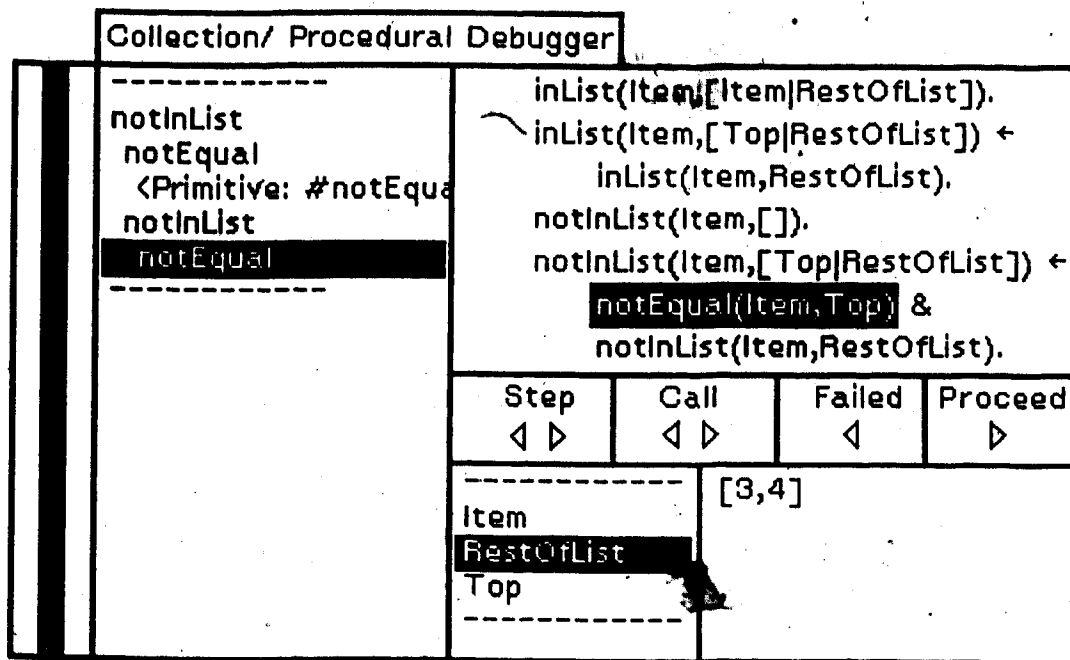 Collection/ Procedural Debugger
------------
notInList
notEqual
<Primitive: #notEqua
notInList
notEqual
------------
inList(Item,[Item|RestOfList]).
inList(Item,[Top|RestOfList]) ←
inList(Item,RestOfList).
notInList(Item,[]).
notInList(Item,[Top|RestOfList]) ←
notEqual(Item,Top) &
notInList(Item,RestOfList).
Step
Call
Failed
Proceed
------------
Item
RestOfList
Top
------------
[3,4]